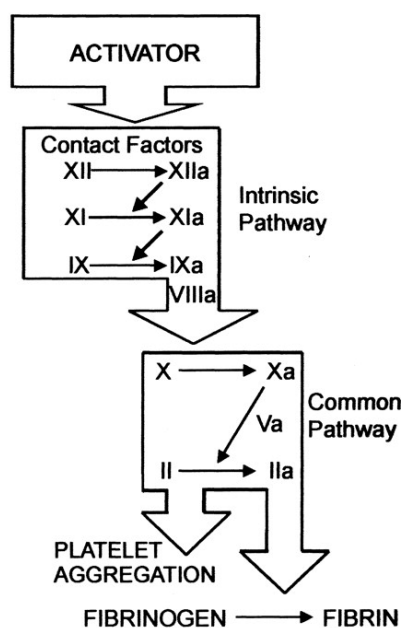 ACTIVATOR
Contact Factors
XII XIIa
XI XIa
IX IXa
VIIIa
Intrinsic
Pathway
X Xa
Va
II IIa
Common
Pathway
PLATELET
AGGREGATION
FIBRINOGEN FIBRIN